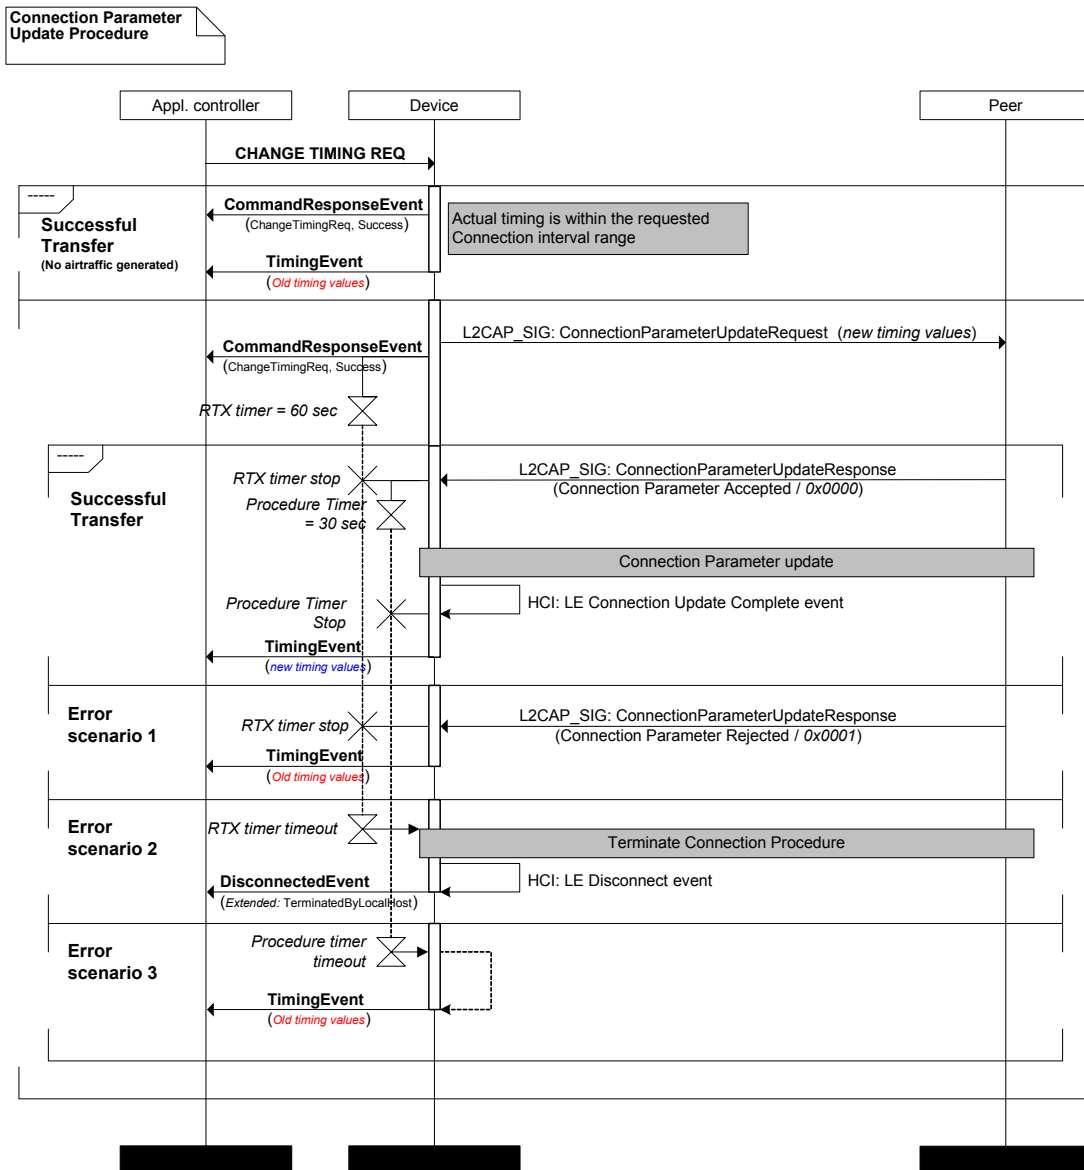 Connection Parameter
Update Procedure
Appl. controller
Device
Peer
CHANGE TIMING REQ
-----
Successful
Transfer
(No airtraffic generated)
CommandResponseEvent
(ChangeTimingReq, Success)
Actual timing is within the requested
Connection interval range
TimingEvent
(Old timing values)
L2CAP_SIG: ConnectionParameterUpdateRequest (new timing values)
CommandResponseEvent
(ChangeTimingReq, Success)
RTX timer = 60 sec
-----
Successful
Transfer
RTX timer stop
L2CAP_SIG: ConnectionParameterUpdateResponse
(Connection Parameter Accepted / 0x0000)
Procedure Timer
= 30 sec
Connection Parameter update
HCI: LE Connection Update Complete event
Procedure Timer
Stop
TimingEvent
(new timing values)
Error
scenario 1
RTX timer stop
L2CAP_SIG: ConnectionParameterUpdateResponse
(Connection Parameter Rejected / 0x0001)
TimingEvent
(Old timing values)
Error
scenario 2
RTX timer timeout
Terminate Connection Procedure
HCI: LE Disconnect event
DisconnectedEvent
(Extended: TerminatedByLocalHost)
Error
scenario 3
Procedure timer
timeout
TimingEvent
(Old timing values)